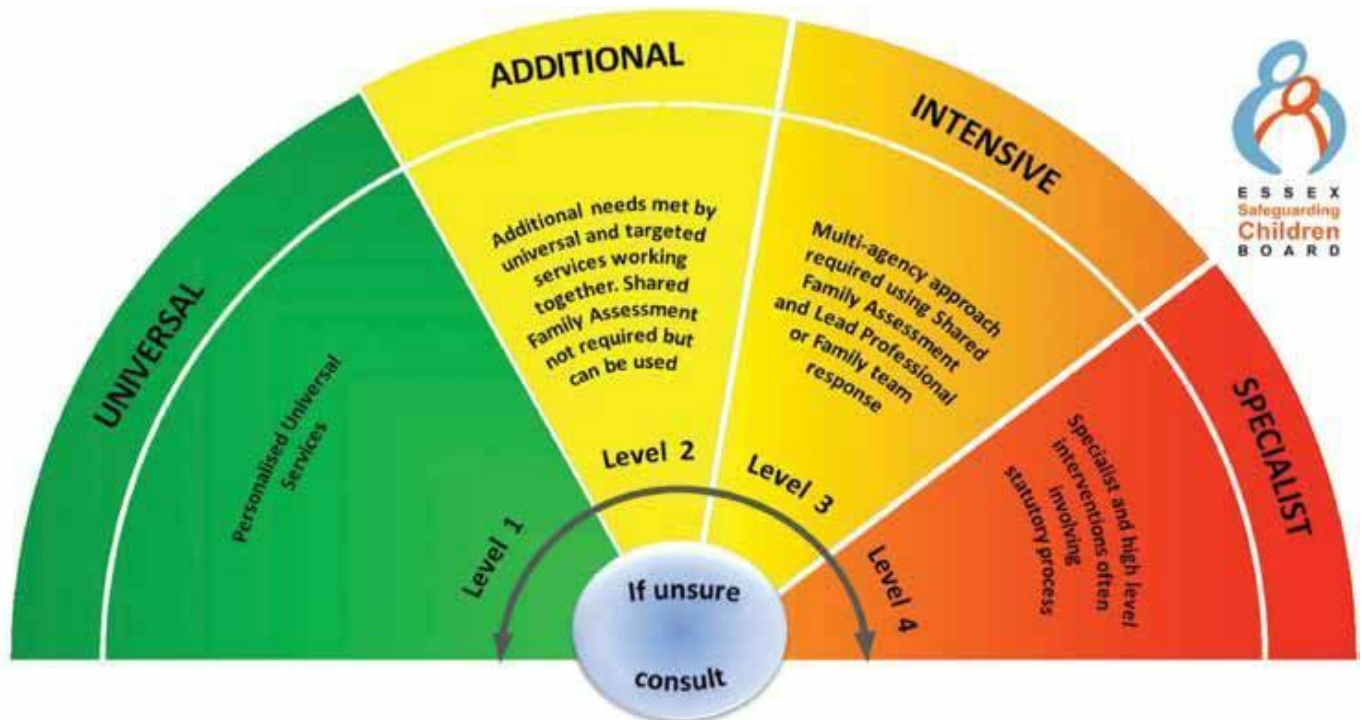 UNIVERSAL
Personalised Universal
Services
Level 1
ADDITIONAL
Additional needs met by
universal and targeted
services working
together. Shared
Family Assessment
not required but
can be used
Level 2
INTENSIVE
Multi-agency approach
required using Shared
Family Assessment
and Lead Professional
or Family team
response
Level 3
SPECIALIST
Specialist and high level
interventions often
involving
statutory process
Level 4
If unsure
consult
ESSEX
Safeguarding
Children
BOARD